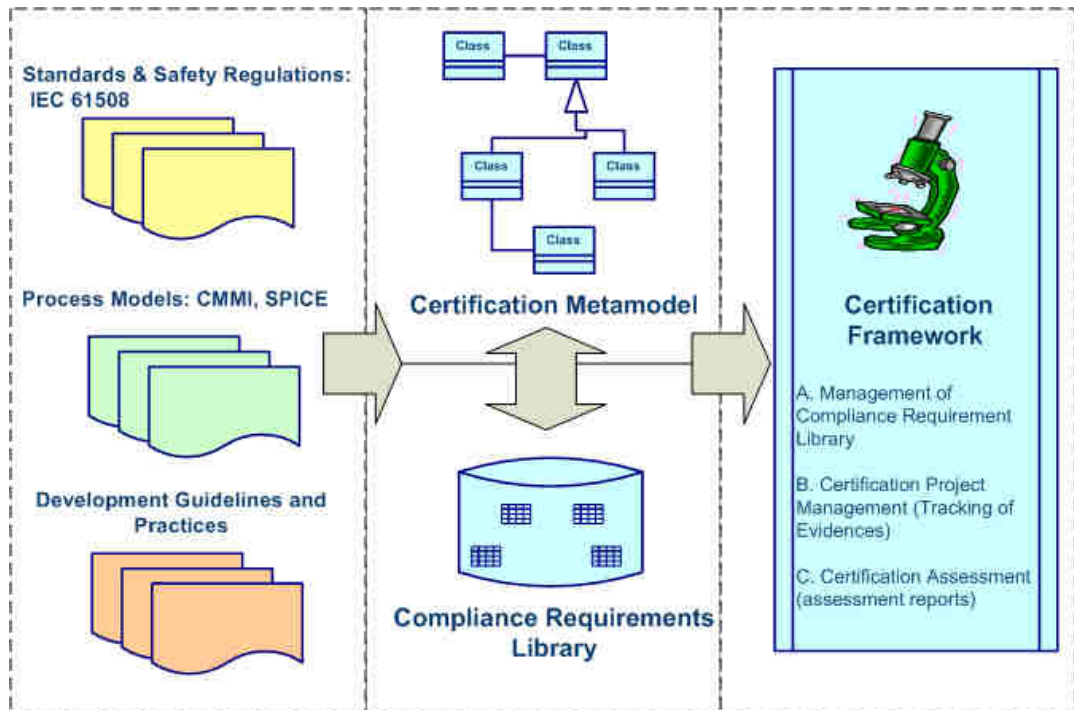 Standards & Safety Regulations:
IEC 61508
Process Models: CMMI, SPICE
Development Guidelines and
Practices
Class
Class
Class
Class
Class
Certification Metamodel
Compliance Requirements
Library
Certification
Framework
A. Management of
Compliance Requirement
Library
B. Certification Project
Management (Tracking of
Evidences)
C. Certification Assessment
(assessment reports)